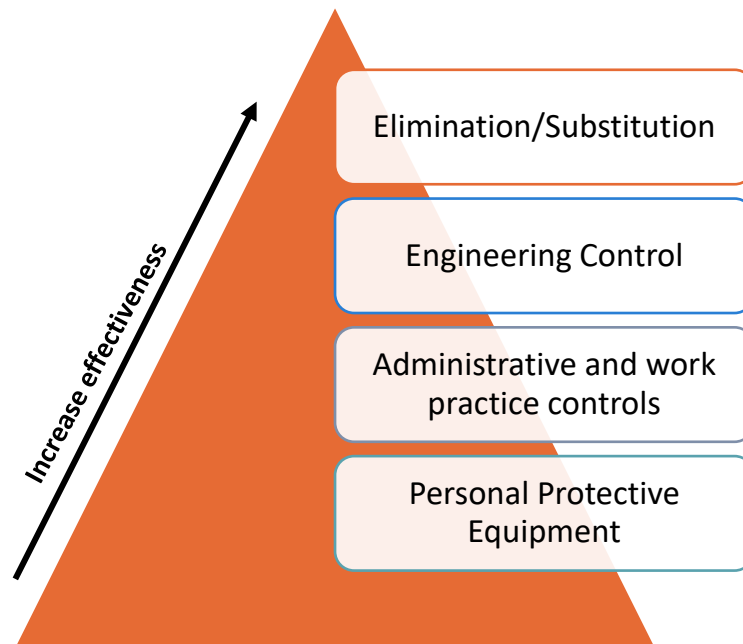 Elimination/Substitution
Engineering Control
Administrative and work
practice controls
Personal Protective
Equipment
Increase effectiveness